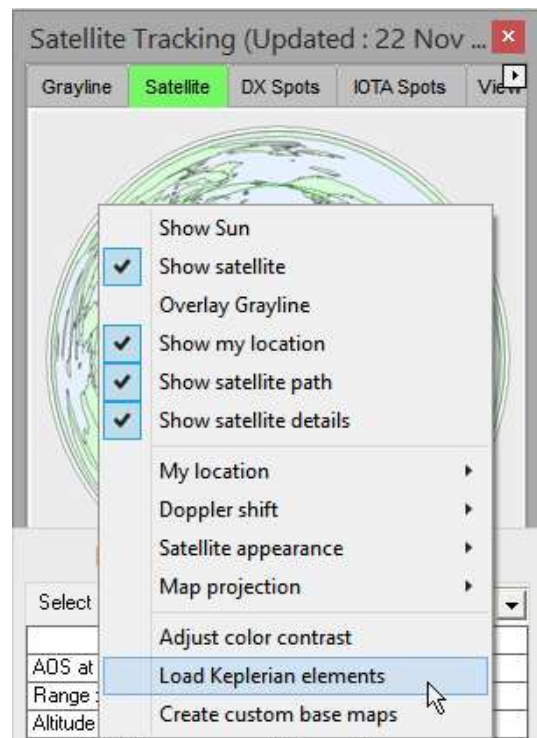 Satellite Tracking (Updated : 22 Nov ...
Grayline Satellite DX Spots IOTA Spots View
Show Sun
Show satellite
Overlay Grayline
Show my location
Show satellite path
Show satellite details
My location
Doppler shift
Satellite appearance
Map projection
Select
Adjust color contrast
AOS at
Load Keplerian elements
Range :
Create custom base maps
Altitude